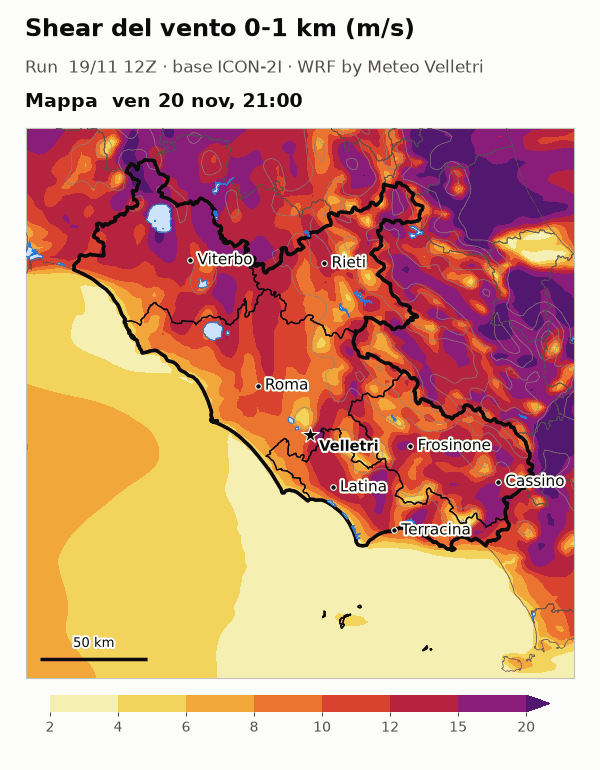 Shear del vento 0-1 km (m/s)
Run  19/11 12Z · base ICON-2I · WRF by Meteo Velletri
Mappa  ven 20 nov, 21:00
Viterbo
Rieti
Roma
Velletri
Frosinone
Latina
Cassino
Terracina
50 km
2 4 6 8 10 12 15 20